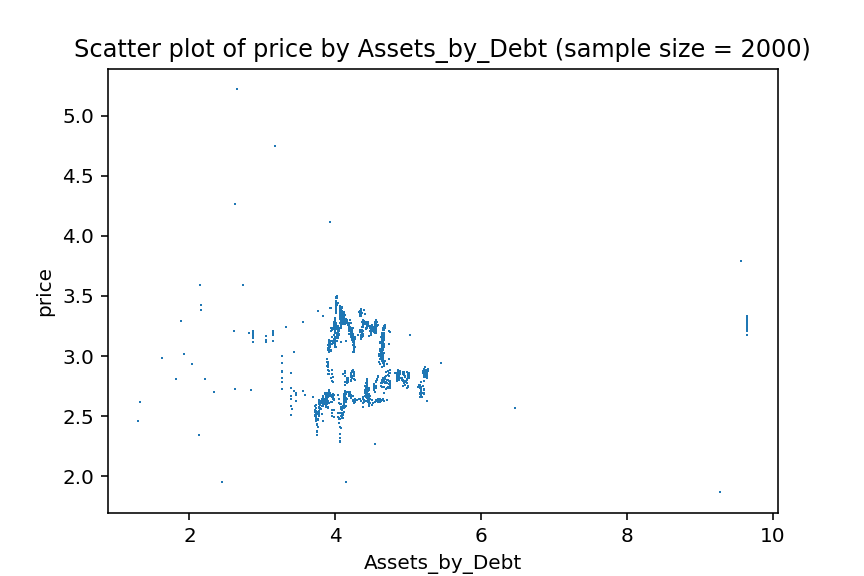 Scatter plot of price by Assets_by_Debt (sample size = 2000)
5.0
4.5
4.0
3.5
3.0
2.5
2.0
price
2 4 6 8 10
Assets_by_Debt